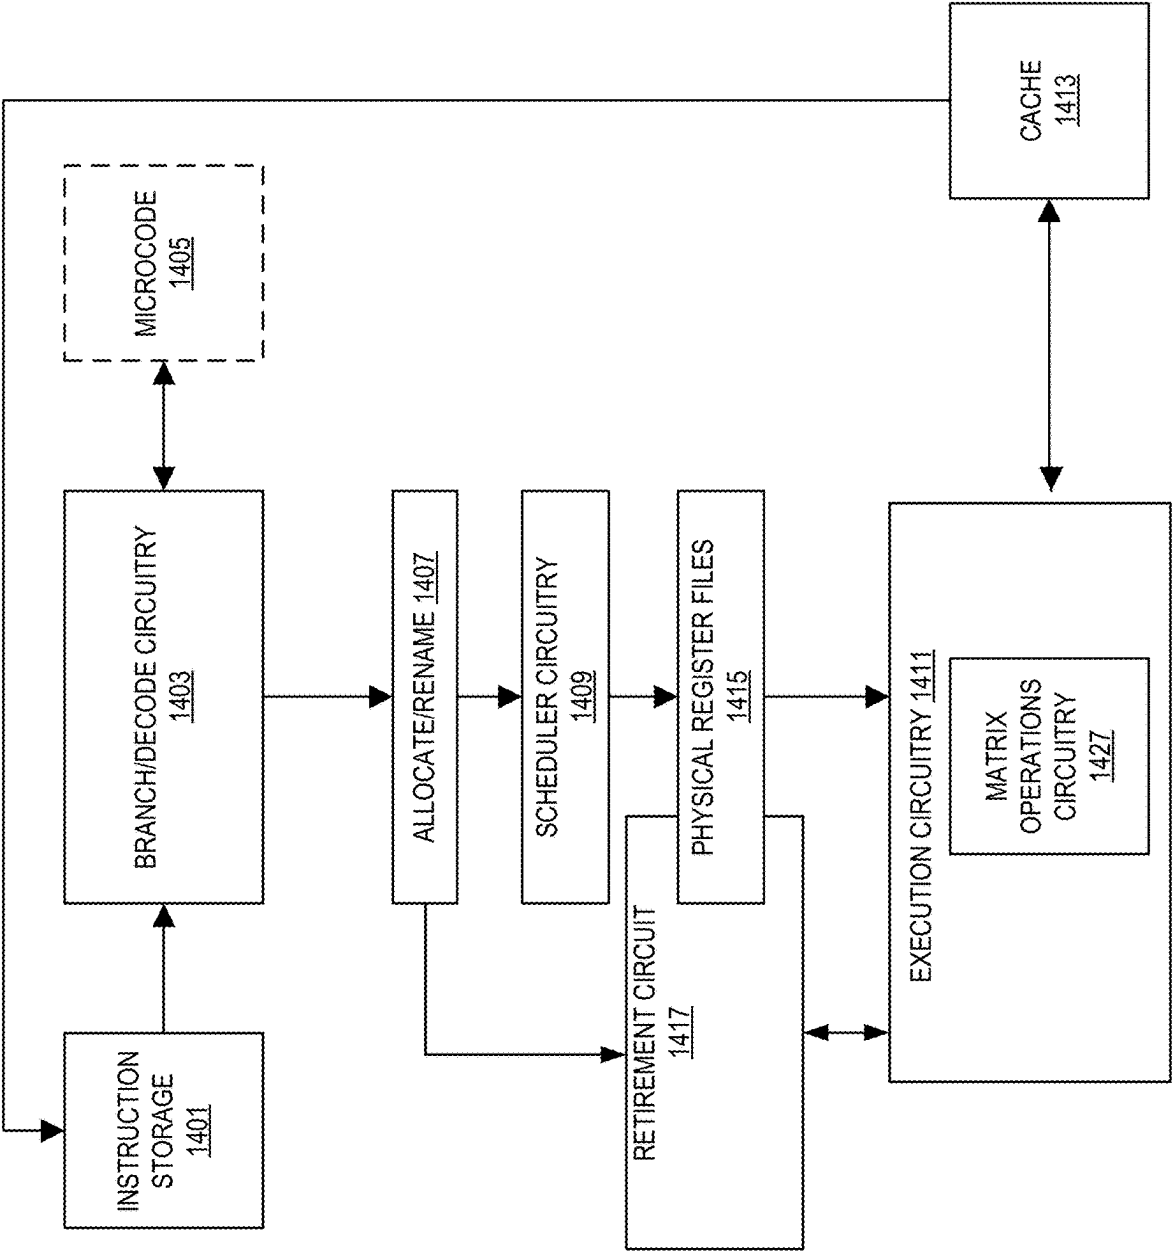 INSTRUCTION
STORAGE
1401
BRANCH/DECODE CIRCUITRY
1403
MICROCODE
1405
ALLOCATE/RENAME 1407
SCHEDULER CIRCUITRY
1409
PHYSICAL REGISTER FILES
1415
RETIREMENT CIRCUIT
1417
EXECUTION CIRCUITRY 1411
MATRIX
OPERATIONS
CIRCUITRY
1427
CACHE
1413